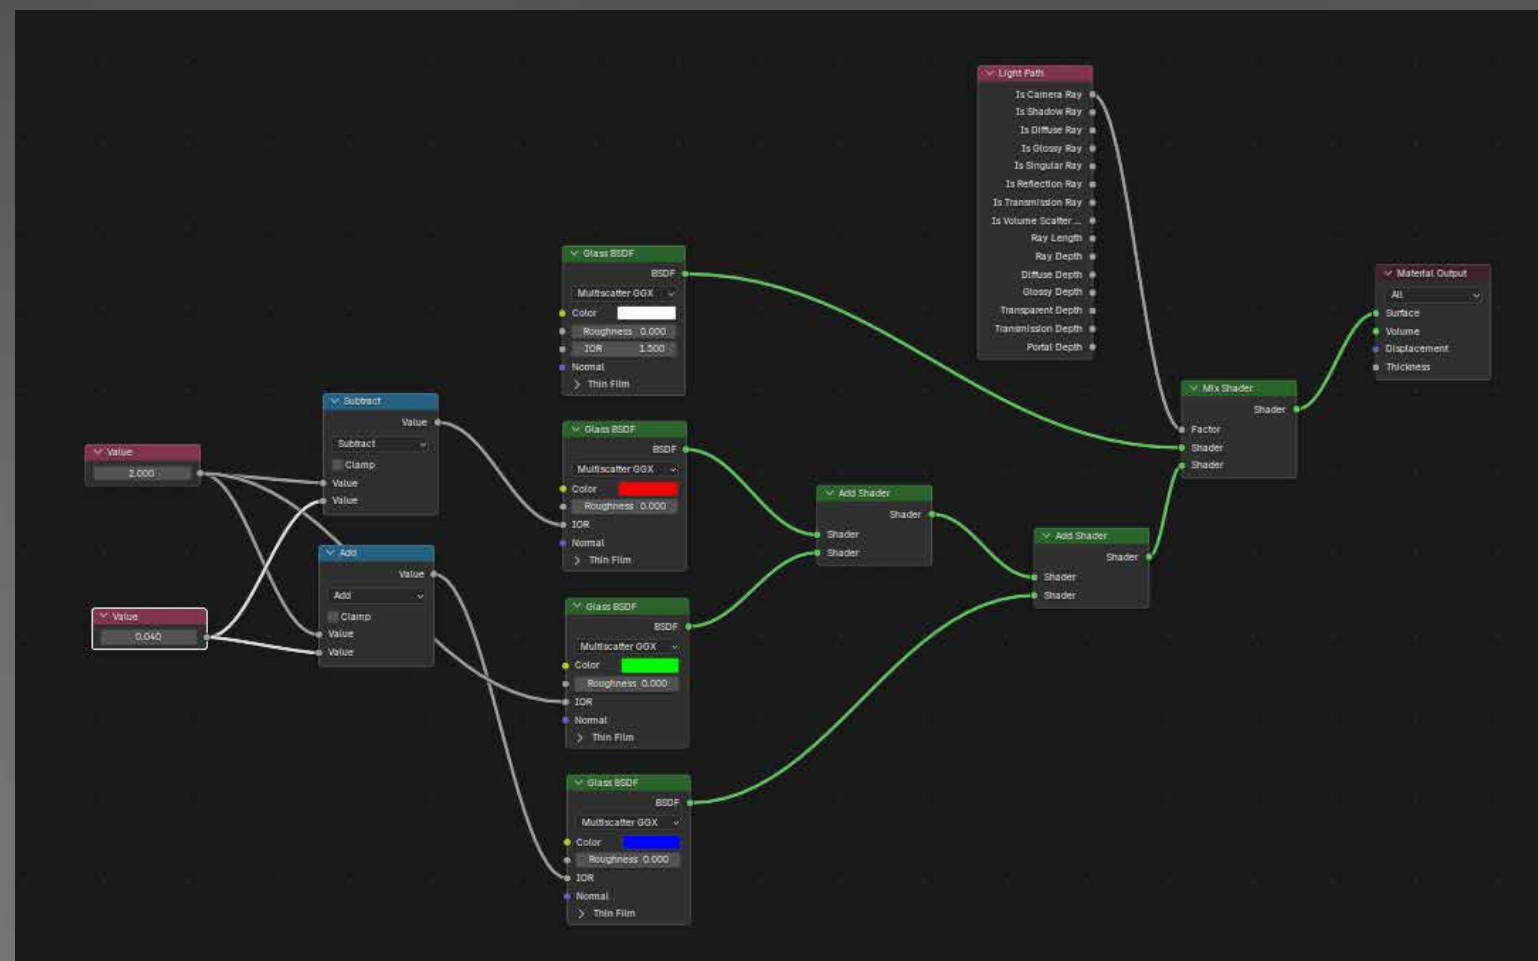 Light Path
Is Camera Ray
Is Shadow Ray
Is Diffuse Ray
Is Glossy Ray
Is Singular Ray
Is Reflection Ray
Is Transmission Ray
Is Volume Scatter ...
Ray Length
Ray Depth
Diffuse Depth
Glossy Depth
Transparent Depth
Transmission Depth
Portal Depth
Glass BSDF
BSDF
Multiscatter GGX
Color
Roughness 0.000
IOR 1.500
Normal
Thin Film
Material Output
All
Surface
Volume
Displacement
Thickness
Mix Shader
Shader
Factor
Shader
Shader
Subtract
Value
Subtract
Clamp
Value
Value
Value
2.000
Glass BSDF
BSDF
Multiscatter GGX
Color
Roughness 0.000
IOR
Normal
Thin Film
Add Shader
Shader
Shader
Shader
Add Shader
Shader
Shader
Shader
Add
Value
Add
Clamp
Value
Value
Value
0.040
Glass BSDF
BSDF
Multiscatter GGX
Color
Roughness 0.000
IOR
Normal
Thin Film
Glass BSDF
BSDF
Multiscatter GGX
Color
Roughness 0.000
IOR
Normal
Thin Film